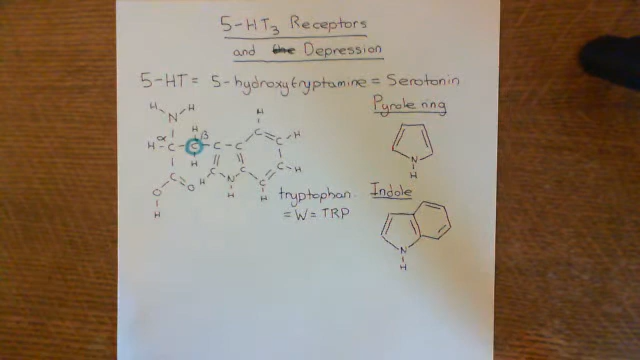 5-HT₃ Receptors
and the Depression
5-HT = 5-hydroxytryptamine = Serotonin
Pyrole ring
H H
N
H
α
β
H-C-C-C-C
H
C
H
C
H
C
H
C
H
C
H
N
H
C
C
H
C
O
O
H
N
H
tryptophan
= W = TRP
Indole
N
H